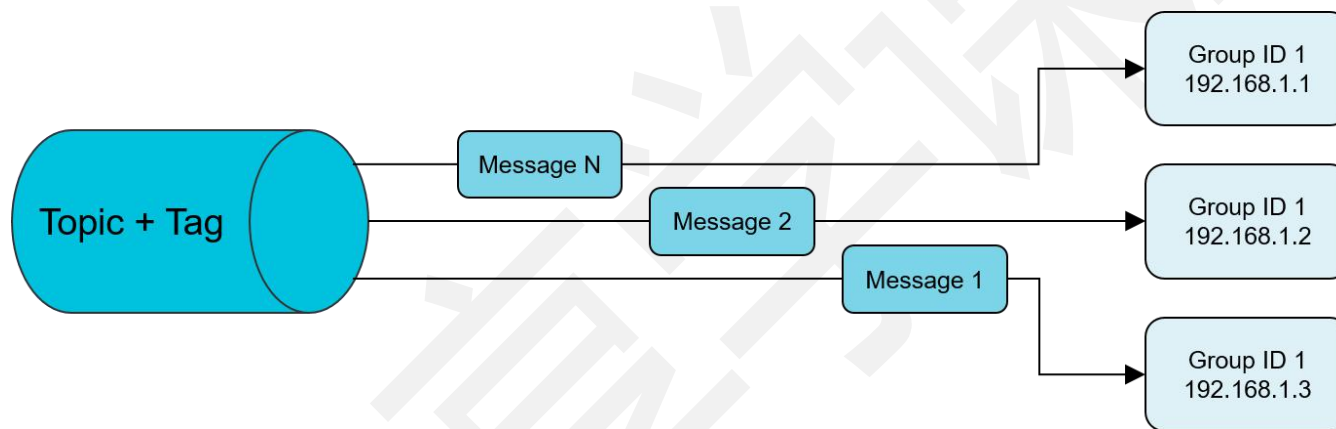 Topic + Tag
Message N
Message 2
Message 1
Group ID 1
192.168.1.1
Group ID 1
192.168.1.2
Group ID 1
192.168.1.3